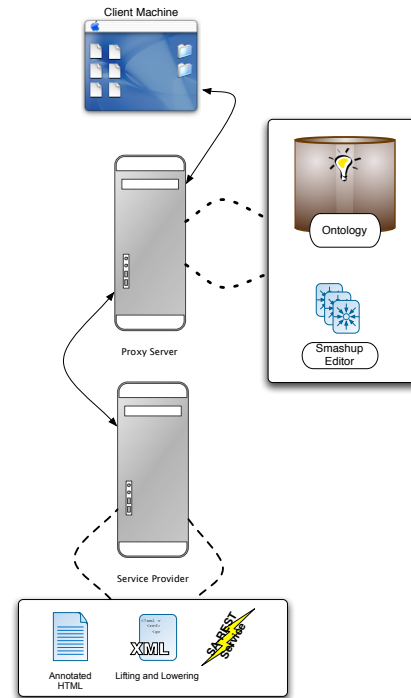 Client Machine
Ontology
Smashup
Editor
Proxy Server
Service Provider
XML
SA-REST
Service
Annotated
HTML
Lifting and Lowering